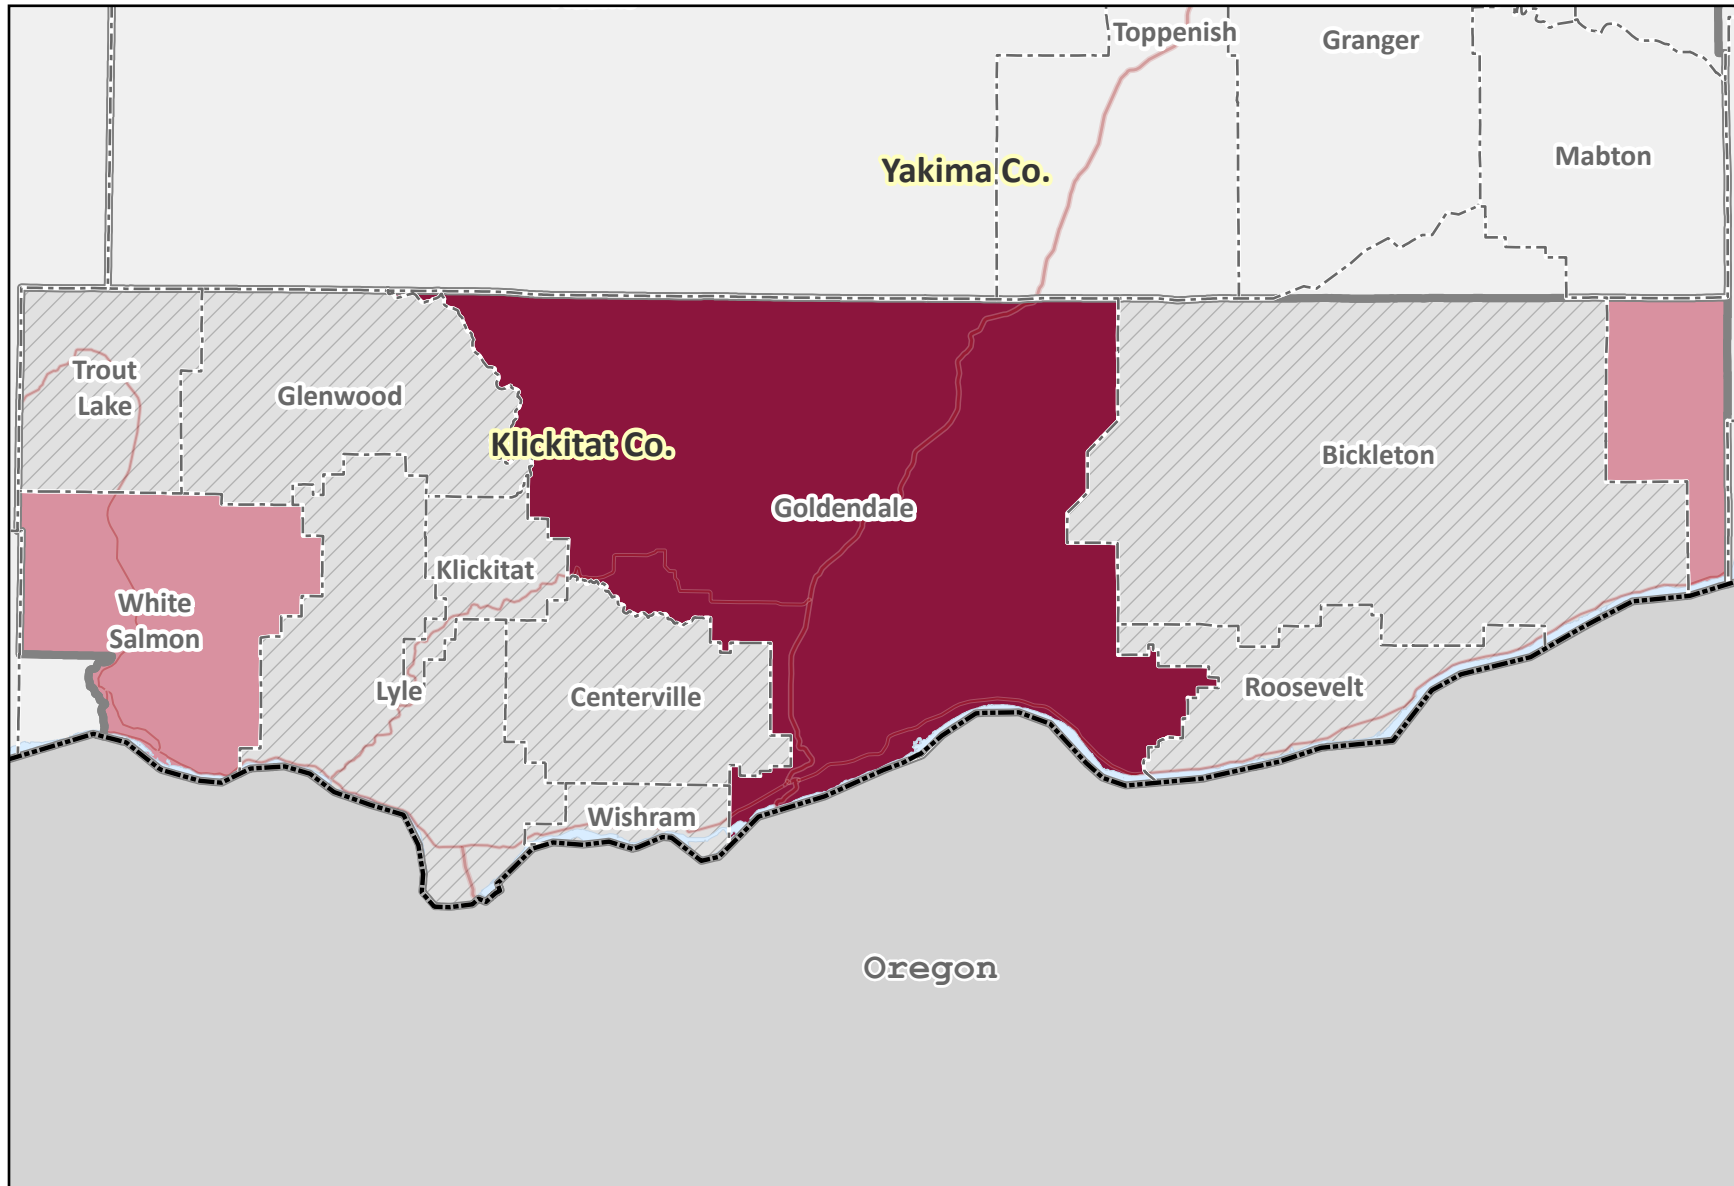 Toppenish
Granger
Mabton
Yakima Co.
Trout
Lake
Glenwood
Klickitat Co.
Bickleton
Goldendale
Klickitat
White
Salmon
Lyle
Centerville
Roosevelt
Wishram
Oregon